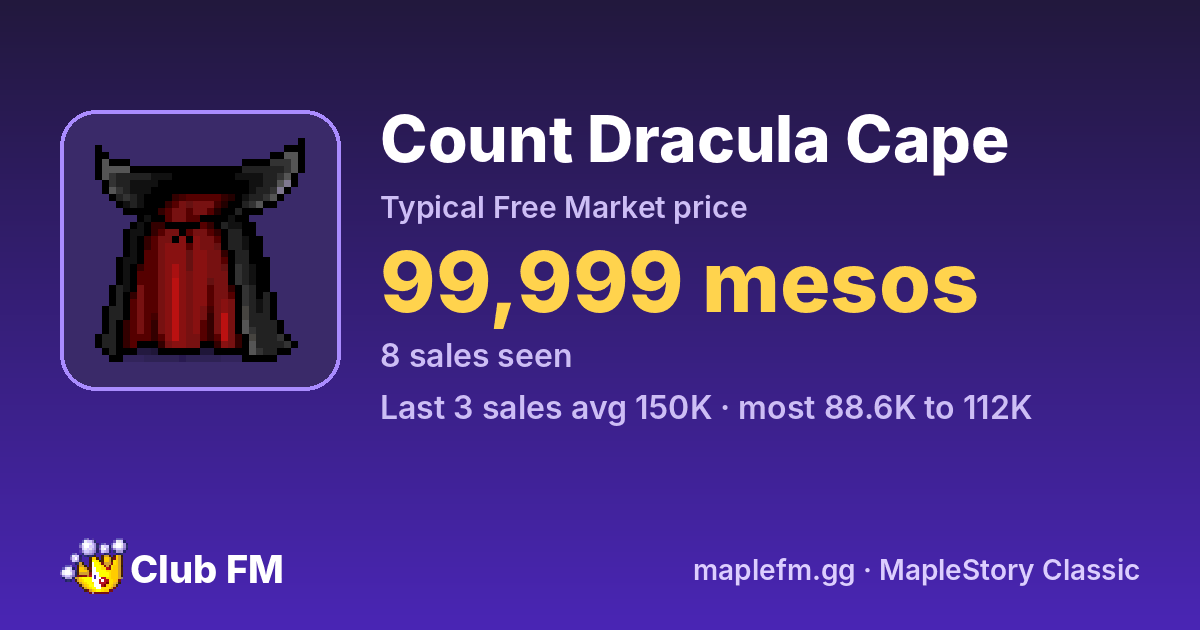 Count Dracula Cape
Typical Free Market price
99,999 mesos
8 sales seen
Last 3 sales avg 150K · most 88.6K to 112K
Club FM
maplefm.gg · MapleStory Classic